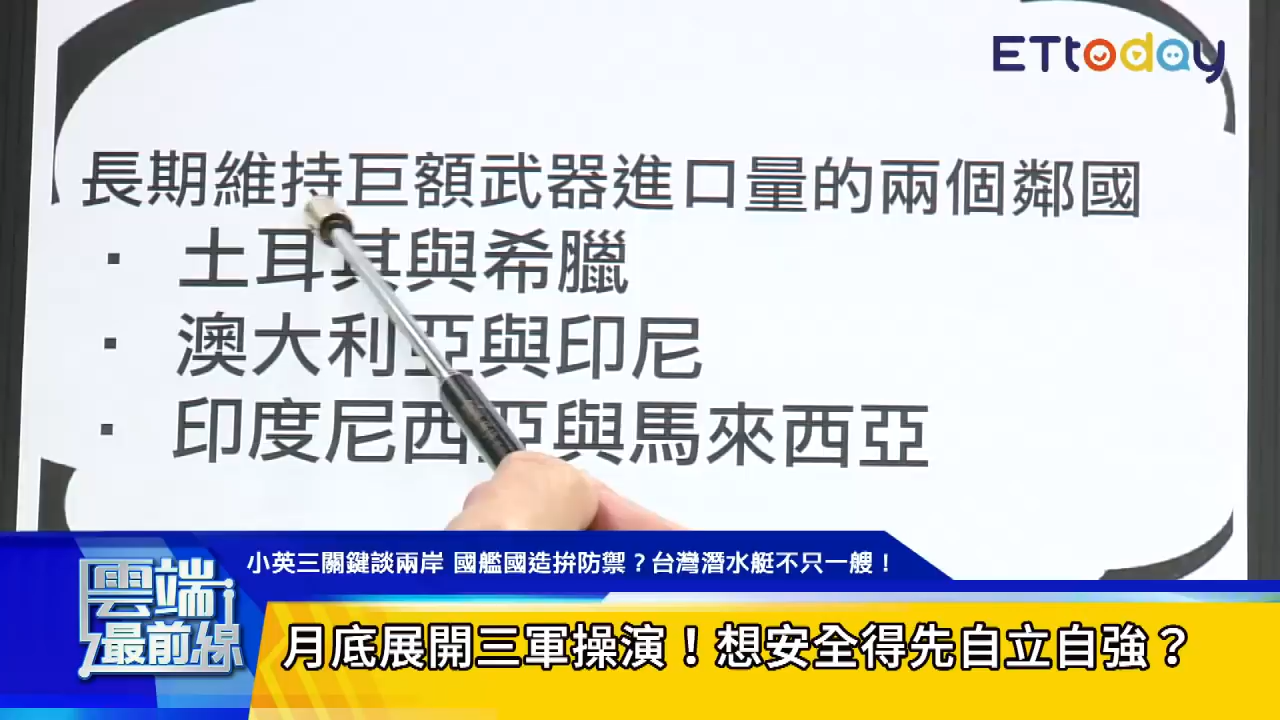 ETtoday
長期維持巨額武器進口量的兩個鄰國
· 土耳其與希臘
· 澳大利亞與印尼
· 印度尼西亞與馬來西亞
小英三關鍵談兩岸 國艦國造拚防禦？台灣潛水艇不只一艘！
雲端最前線
月底展開三軍操演！想安全得先自立自強？